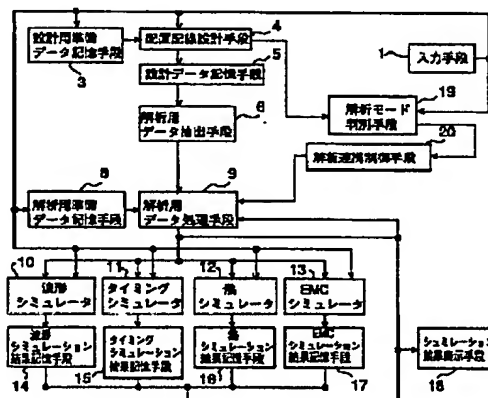 設計用準備
データ記憶手段
3
配置配線設計手段
4
5
設計データ記憶手段
1
入力手段
6
解析用
データ抽出手段
19
解析モード
判別手段
20
解析連携制御手段
8
解析用準備
データ記憶手段
9
解析用
データ処理手段
10
波形
シミュレータ
11
タイミング
シミュレータ
12
熱
シミュレータ
13
EMC
シミュレータ
波形
シミュレーション
結果記憶手段
14
タイミング
シミュレーション
結果記憶手段
15
熱
シミュレーション
結果記憶手段
16
EMC
シミュレーション
結果記憶手段
17
シュミレーション
結果表示手段
18